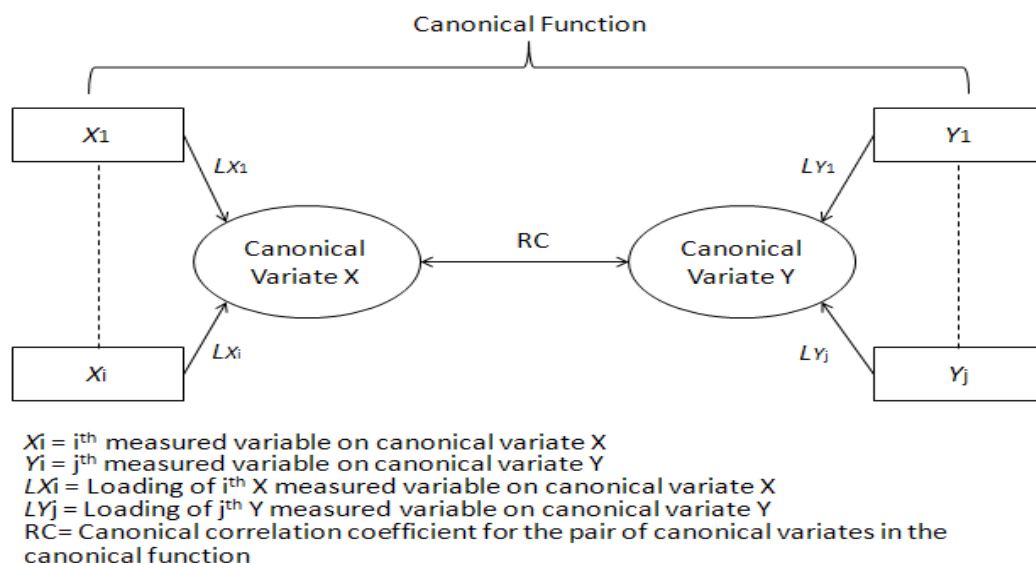 Canonical Function
X1
Y1
LX1
LY1
Canonical
Variate X
RC
Canonical
Variate Y
LXi
LYj
Xi
Yj
Xi = ith measured variable on canonical variate X
Yi = jth measured variable on canonical variate Y
LXi = Loading of ith X measured variable on canonical variate X
LYj = Loading of jth Y measured variable on canonical variate Y
RC= Canonical correlation coefficient for the pair of canonical variates in the
canonical function